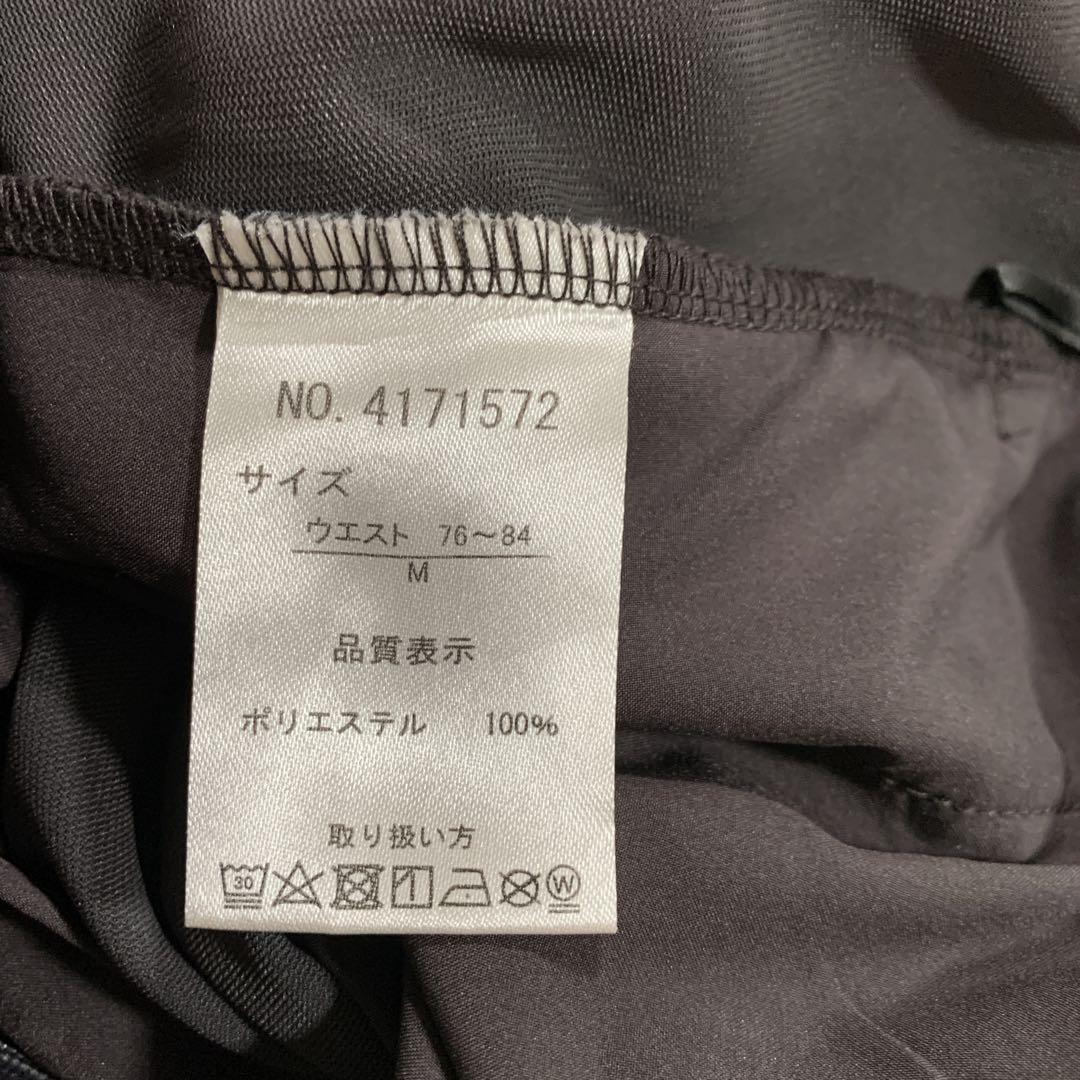 NO. 4171572
サイズ
ウエスト 76〜84
M
品質表示
ポリエステル 100%
取り扱い方
30 W